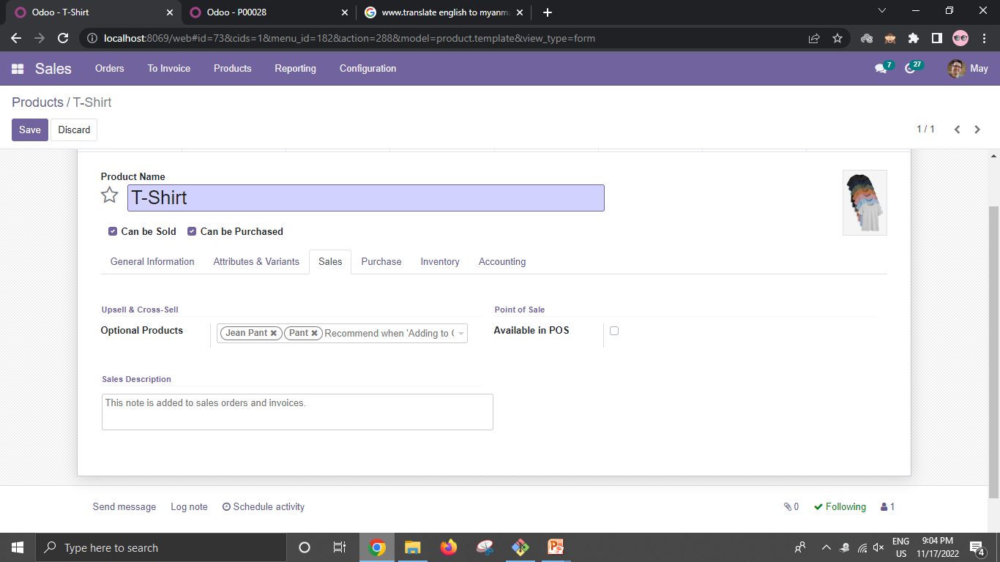 Odoo - T-Shirt
Odoo - P00028
www.translate english to myanma
localhost:8069/web#id=73&cids=1&menu_id=182&action=288&model=product.template&view_type=form
Sales Orders To Invoice Products Reporting Configuration 7 27 May
Products / T-Shirt
Save Discard 1 / 1
Product Name
T-Shirt
Can be Sold Can be Purchased
General Information Attributes & Variants Sales Purchase Inventory Accounting
Upsell & Cross-Sell Point of Sale
Optional Products Jean Pant Pant Recommend when 'Adding to C Available in POS
Sales Description
This note is added to sales orders and invoices.
Send message Log note Schedule activity 0 Following 1
Type here to search
ENG
US
9:04 PM
11/17/2022
4